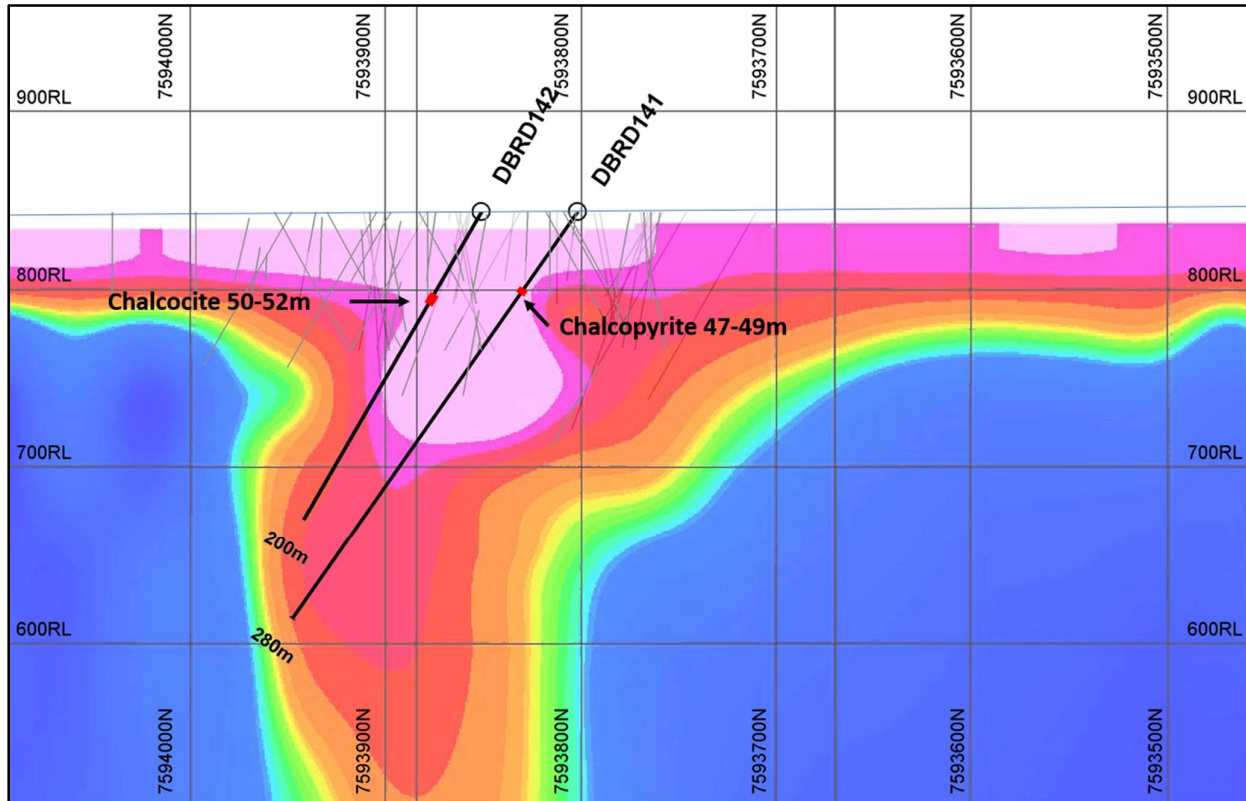 7594000N
7593900N
7593800N
7593700N
7593600N
7593500N
900RL
900RL
DBRD142
DBRD141
800RL
800RL
Chalcocite 50-52m
Chalcopyrite 47-49m
700RL
700RL
200m
600RL
600RL
280m
7594000N
7593900N
7593800N
7593700N
7593600N
7593500N